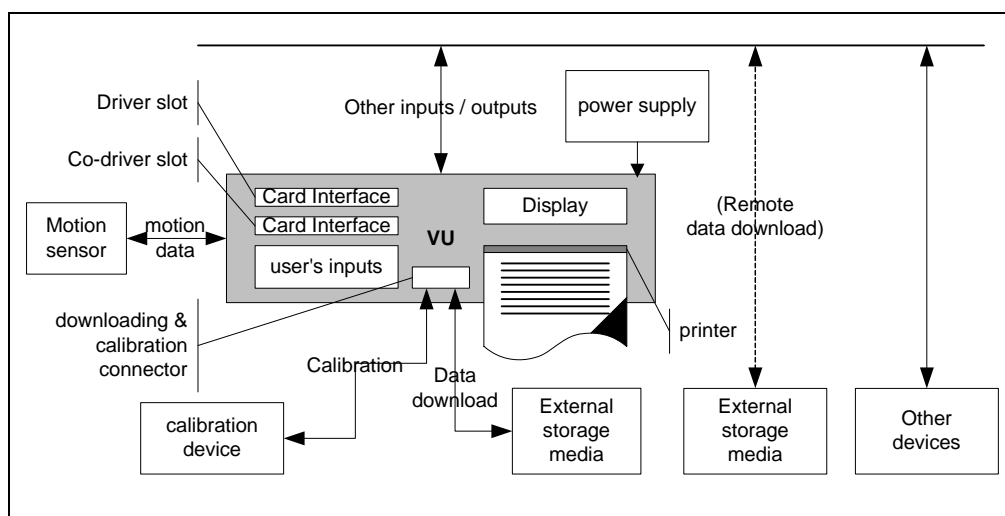 Driver slot
Other inputs / outputs
power supply
Co-driver slot
Card Interface
Card Interface
Display
(Remote
data download)
Motion
sensor
motion
data
VU
user's inputs
downloading &
calibration
connector
printer
Calibration
Data
download
calibration
device
External
storage
media
External
storage
media
Other
devices